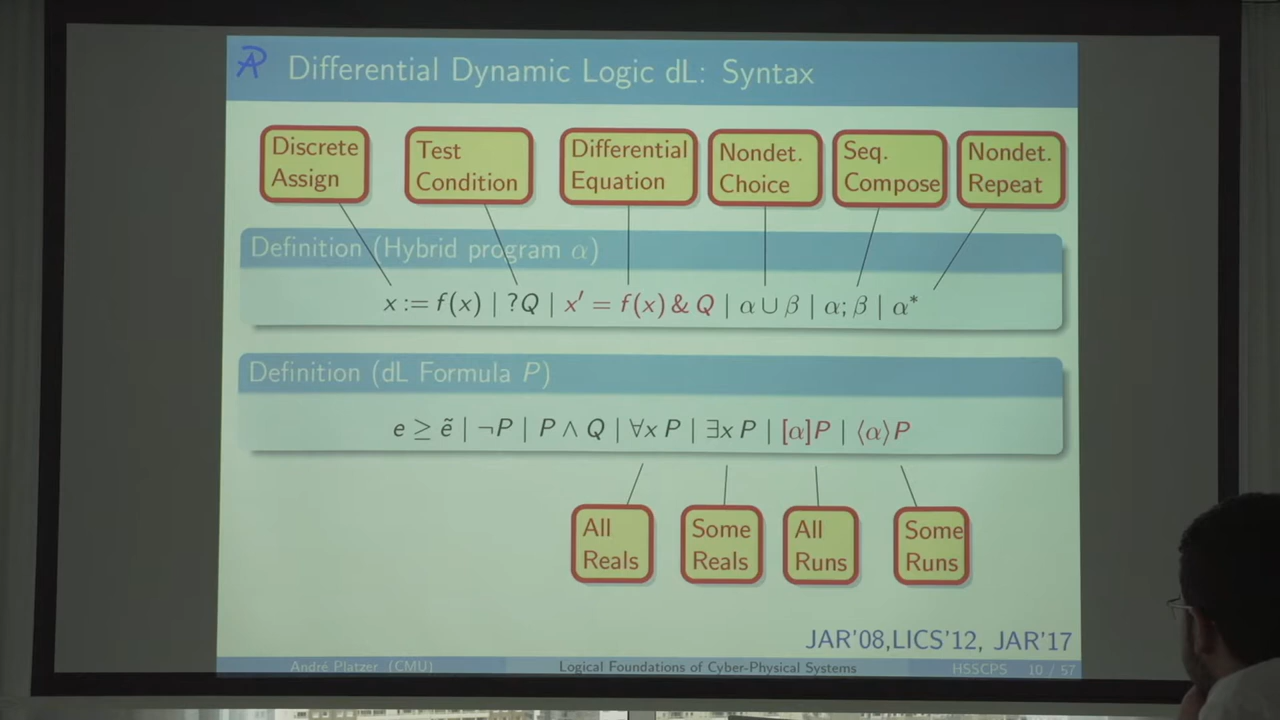 Differential Dynamic Logic dL: Syntax
Discrete
Assign
Test
Condition
Differential
Equation
Nondet.
Choice
Seq.
Compose
Nondet.
Repeat
Definition (Hybrid program α)
x := f(x) | ?Q | x′ = f(x) & Q | α ∪ β | α; β | α*
Definition (dL Formula P)
e ≥ ẽ | ¬P | P ∧ Q | ∀x P | ∃x P | [α]P | ⟨α⟩P
All
Reals
Some
Reals
All
Runs
Some
Runs
JAR'08,LICS'12, JAR'17
André Platzer (CMU) Logical Foundations of Cyber-Physical Systems HSSCPS 10 / 57